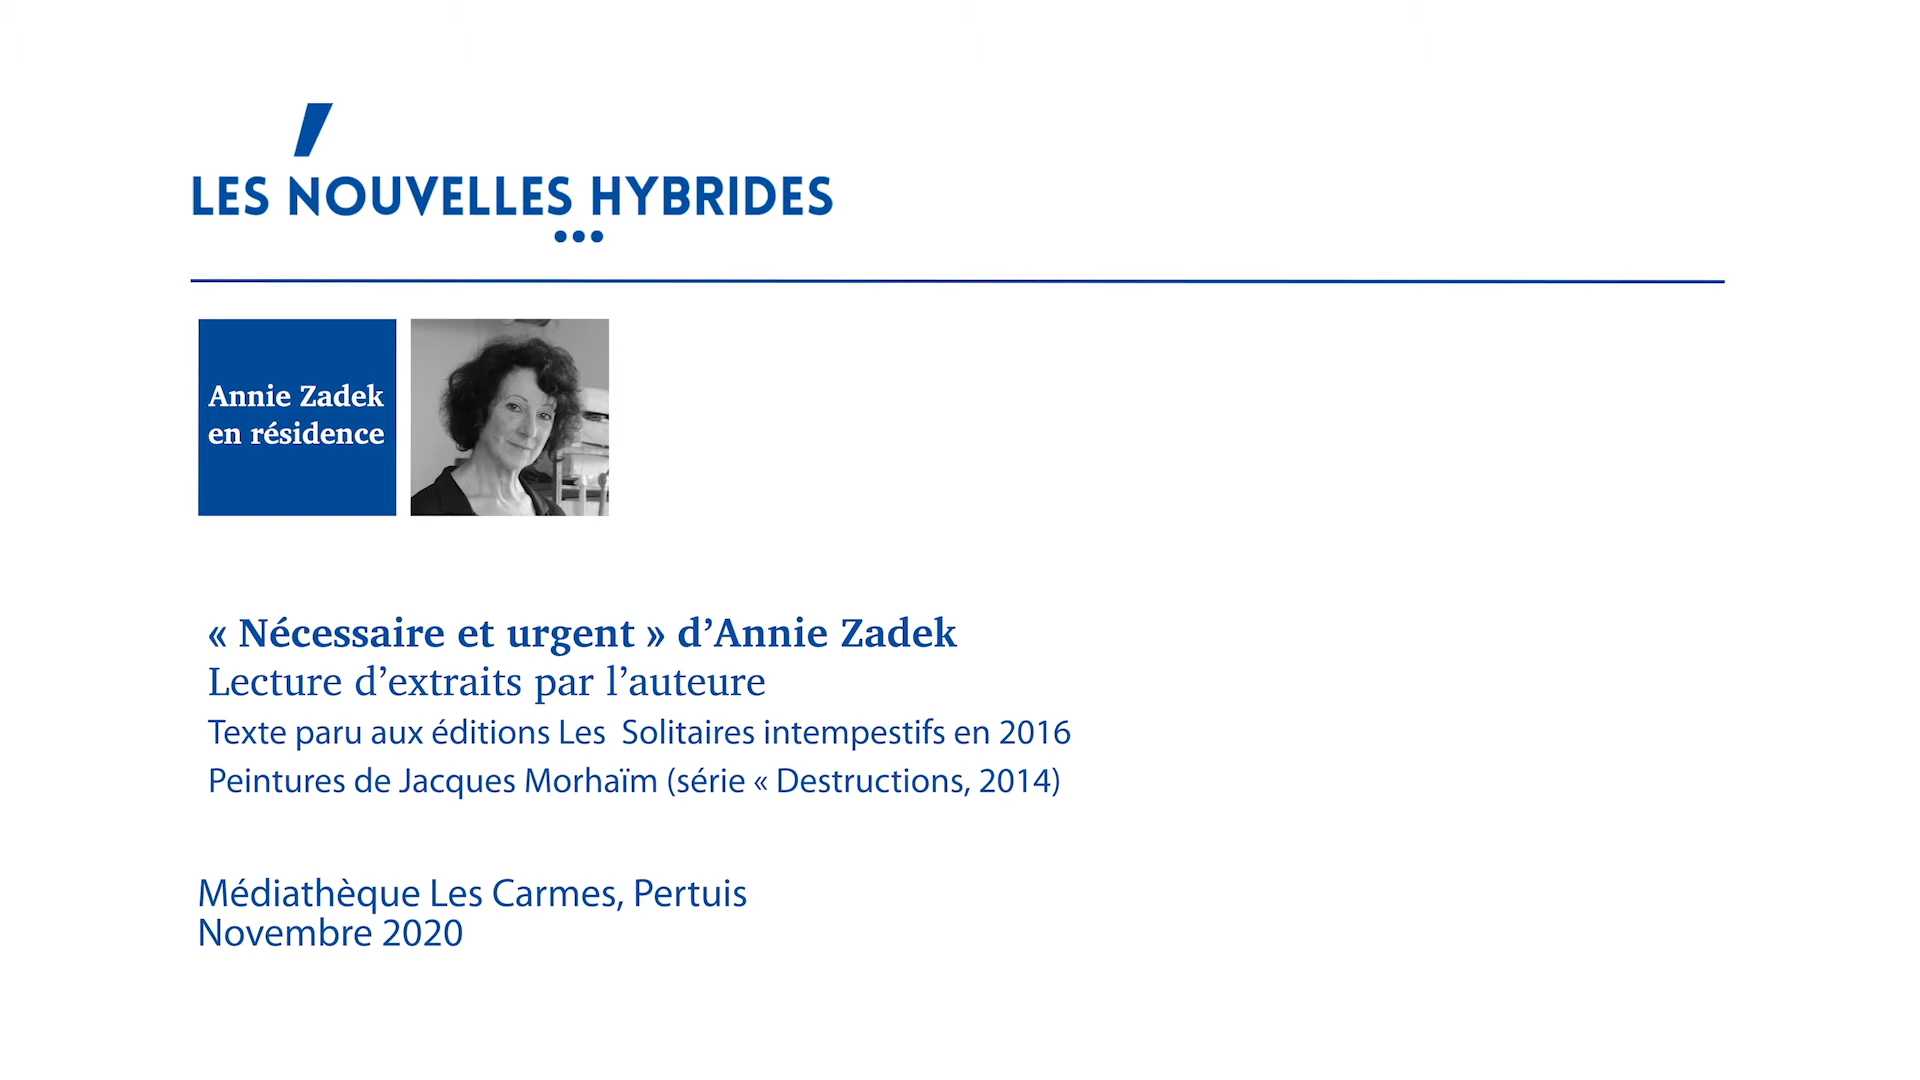 LES NOUVELLES HYBRIDES
Annie Zadek
en résidence
« Nécessaire et urgent » d’Annie Zadek
Lecture d’extraits par l’auteure
Texte paru aux éditions Les  Solitaires intempestifs en 2016
Peintures de Jacques Morhaïm (série « Destructions, 2014)
Médiathèque Les Carmes, Pertuis
Novembre 2020